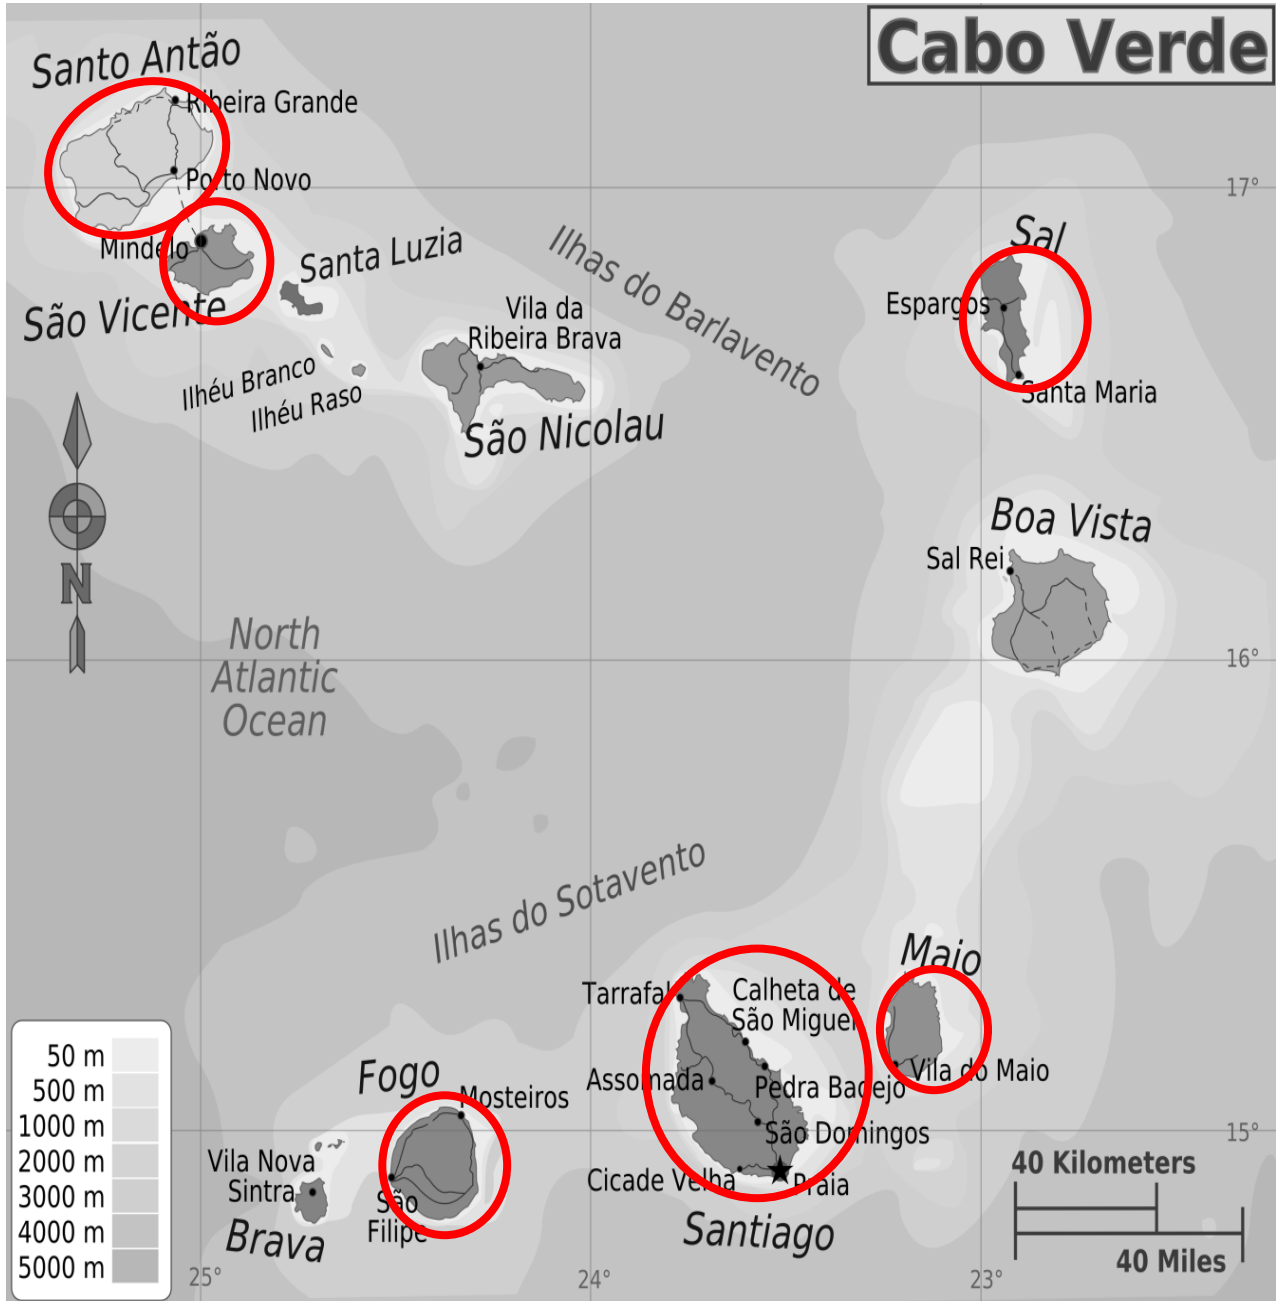 Cabo Verde
Santo Antão
Ribeira Grande
Porto Novo
17°
Mindelo
São Vicente
Santa Luzia
Ilhas do Barlavento
Sal
Espargos
Santa Maria
Vila da
Ribeira Brava
Ilhéu Branco
Ilhéu Raso
São Nicolau
Boa Vista
Sal Rei
N
North
Atlantic
Ocean
16°
Ilhas do Sotavento
Maio
Vila do Maio
Tarrafal
Calheta de
São Miguel
Assomada
Pedra Badejo
São Domingos
Cicade Velha
Praia
Santiago
15°
Fogo
Mosteiros
São
Filipe
Vila Nova
Sintra
Brava
50 m
500 m
1000 m
2000 m
3000 m
4000 m
5000 m
40 Kilometers
40 Miles
25°
24°
23°